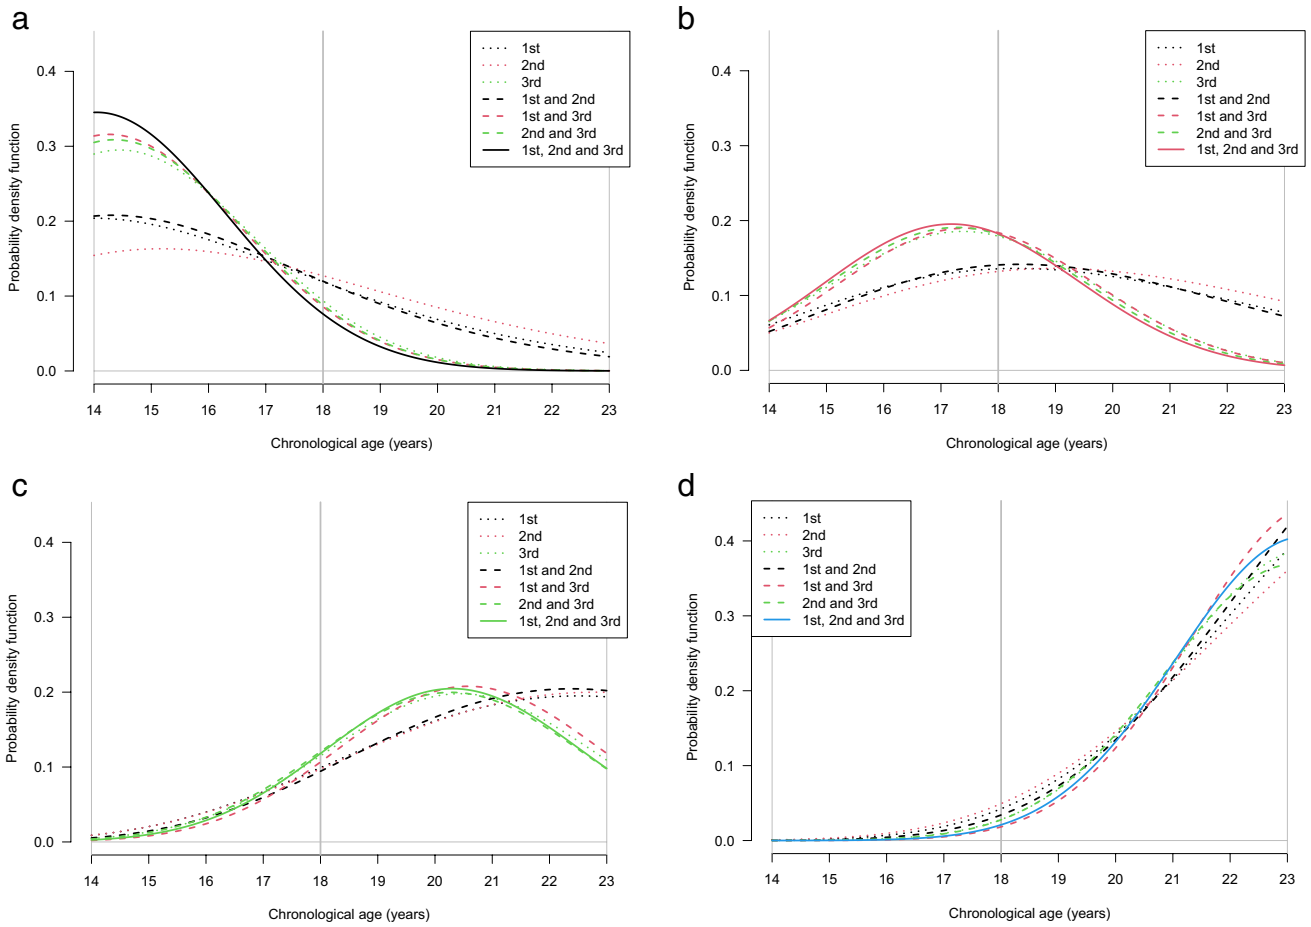 a
1st
2nd
3rd
1st and 2nd
1st and 3rd
2nd and 3rd
1st, 2nd and 3rd
Probability density function
0.4
0.3
0.2
0.1
0.0
14 15 16 17 18 19 20 21 22 23
Chronological age (years)
b
1st
2nd
3rd
1st and 2nd
1st and 3rd
2nd and 3rd
1st, 2nd and 3rd
Probability density function
0.4
0.3
0.2
0.1
0.0
14 15 16 17 18 19 20 21 22 23
Chronological age (years)
c
1st
2nd
3rd
1st and 2nd
1st and 3rd
2nd and 3rd
1st, 2nd and 3rd
Probability density function
0.4
0.3
0.2
0.1
0.0
14 15 16 17 18 19 20 21 22 23
Chronological age (years)
d
1st
2nd
3rd
1st and 2nd
1st and 3rd
2nd and 3rd
1st, 2nd and 3rd
Probability density function
0.4
0.3
0.2
0.1
0.0
14 15 16 17 18 19 20 21 22 23
Chronological age (years)